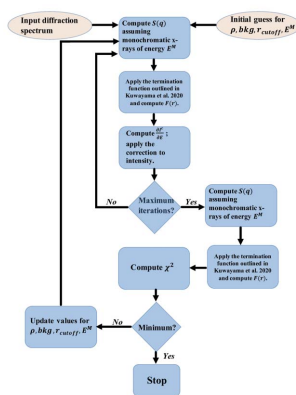 Input diffraction
spectrum
Compute S(q)
assuming
monochromatic x-
rays of energy E^M
Initial guess for
ρ, bkg, r_cutoff, E^M
Apply the termination
function outlined in
Kuwayama et al. 2020
and compute F(r).
Compute ∂F/∂E :
apply the
correction to
intensity.
No
Maximum
iterations?
Yes
Compute S(q)
assuming
monochromatic x-
rays of energy E^M
Apply the termination
function outlined in
Kuwayama et al. 2020
and compute F(r).
Compute χ²
Minimum?
No
Update values for
ρ, bkg, r_cutoff, E^M
Yes
Stop